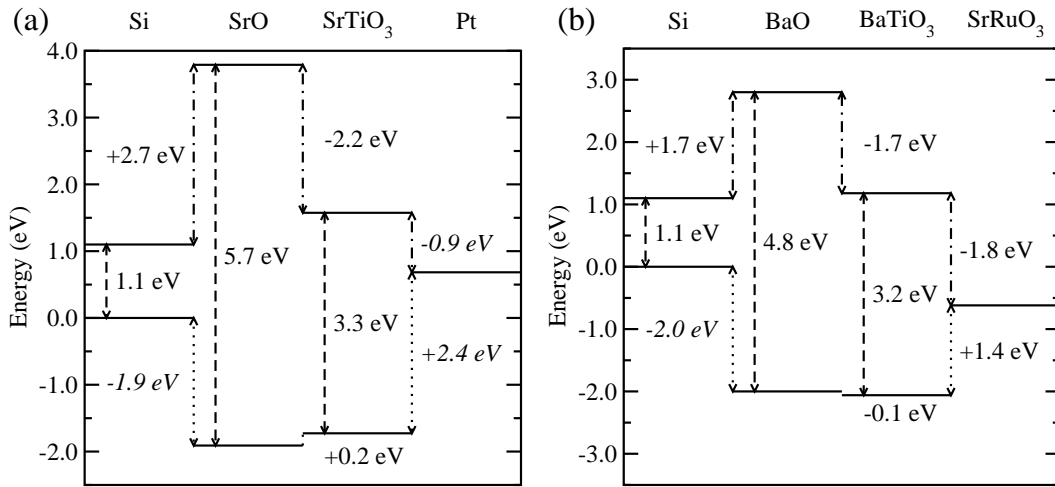 (a) Si SrO SrTiO3 Pt
4.0
3.0
2.0
1.0
0.0
-1.0
-2.0
Energy (eV)
+2.7 eV
-2.2 eV
-0.9 eV
1.1 eV
5.7 eV
3.3 eV
+2.4 eV
-1.9 eV
+0.2 eV
(b) Si BaO BaTiO3 SrRuO3
3.0
2.0
1.0
0.0
-1.0
-2.0
-3.0
Energy (eV)
+1.7 eV
-1.7 eV
1.1 eV
4.8 eV
-1.8 eV
3.2 eV
-2.0 eV
+1.4 eV
-0.1 eV